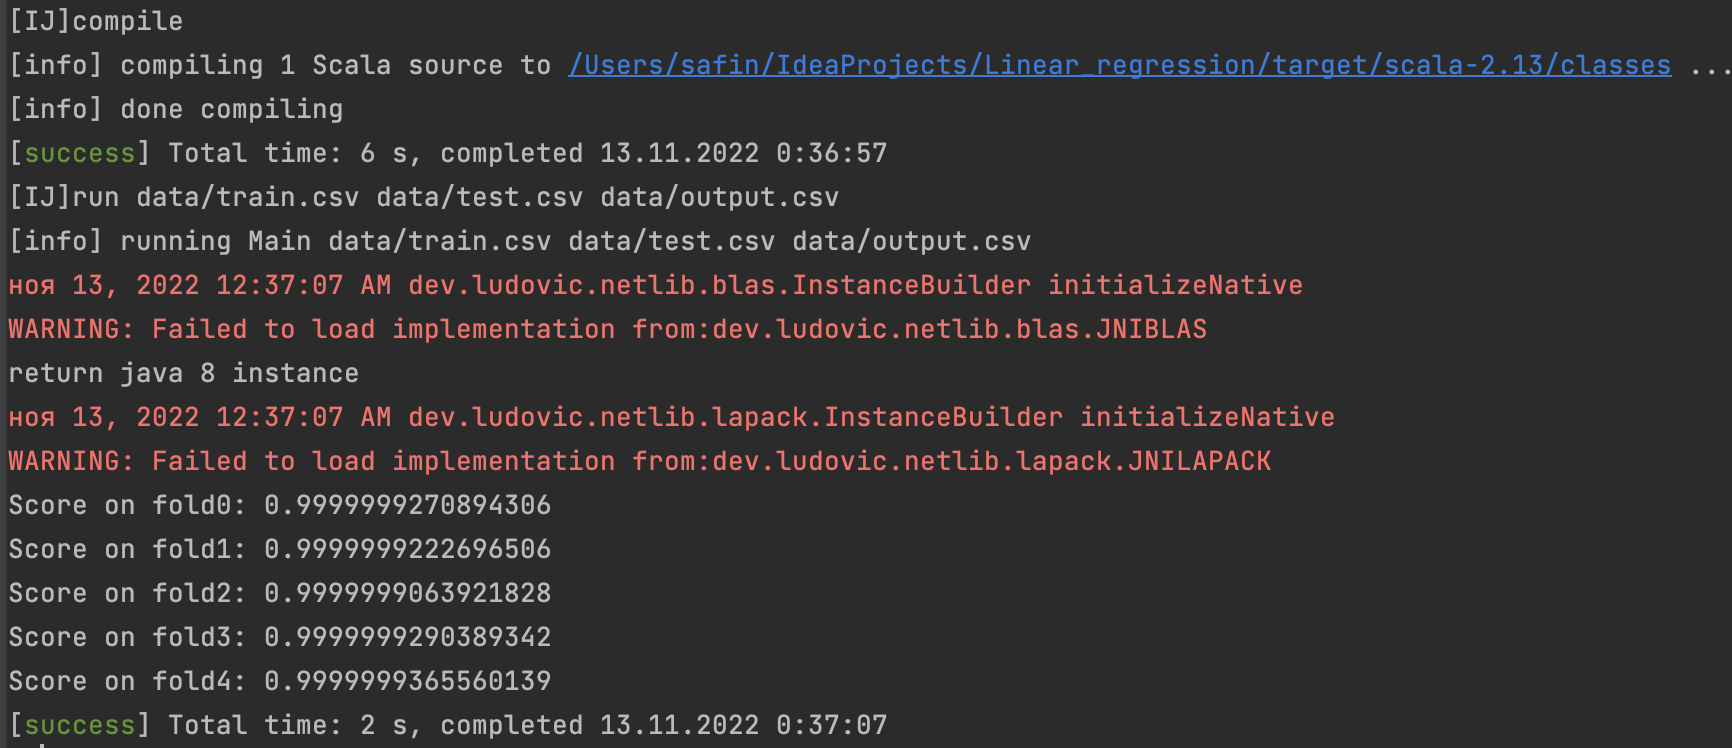 [IJ]compile
[info] compiling 1 Scala source to /Users/safin/IdeaProjects/Linear_regression/target/scala-2.13/classes ...
[info] done compiling
[success] Total time: 6 s, completed 13.11.2022 0:36:57
[IJ]run data/train.csv data/test.csv data/output.csv
[info] running Main data/train.csv data/test.csv data/output.csv
ноя 13, 2022 12:37:07 AM dev.ludovic.netlib.blas.InstanceBuilder initializeNative
WARNING: Failed to load implementation from:dev.ludovic.netlib.blas.JNIBLAS
return java 8 instance
ноя 13, 2022 12:37:07 AM dev.ludovic.netlib.lapack.InstanceBuilder initializeNative
WARNING: Failed to load implementation from:dev.ludovic.netlib.lapack.JNILAPACK
Score on fold0: 0.9999999270894306
Score on fold1: 0.9999999222696506
Score on fold2: 0.9999999063921828
Score on fold3: 0.9999999290389342
Score on fold4: 0.9999999365560139
[success] Total time: 2 s, completed 13.11.2022 0:37:07